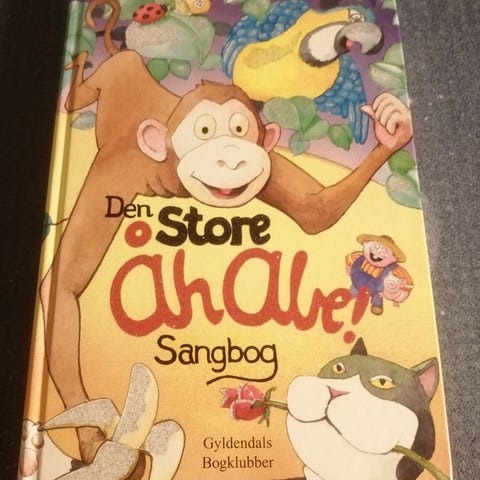 Den Store
åh Abe!
Sangbog
Gyldendals
Bogklubber